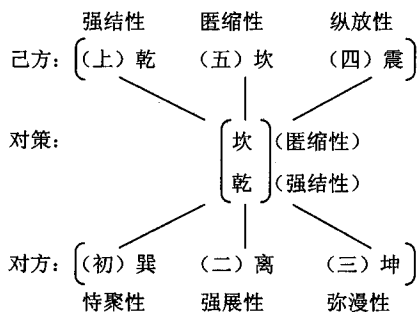 强结性 匿缩性 纵放性
己方：（上）乾 （五）坎 （四）震
对策： 坎 （匿缩性）
乾 （强结性）
对方：（初）巽 （二）离 （三）坤
恃聚性 强展性 弥漫性